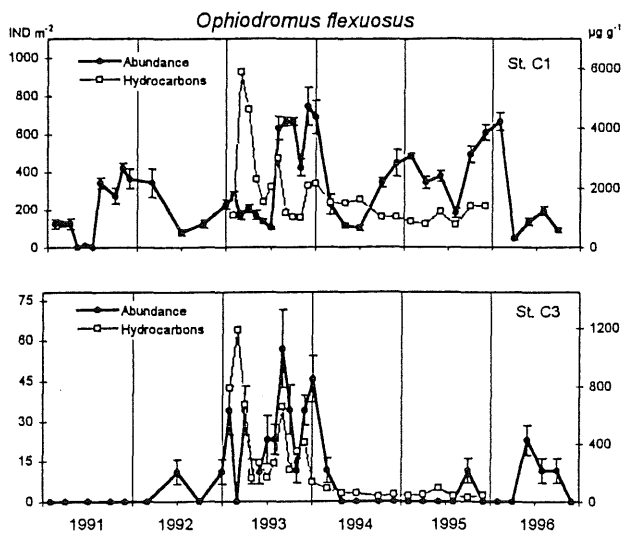 Ophiodromus flexuosus
IND m-2
µg g-1
1000
800
600
400
200
0
6000
4000
2000
0
Abundance
Hydrocarbons
St. C1
75
60
45
30
15
0
1200
800
400
0
Abundance
Hydrocarbons
St. C3
1991 1992 1993 1994 1995 1996